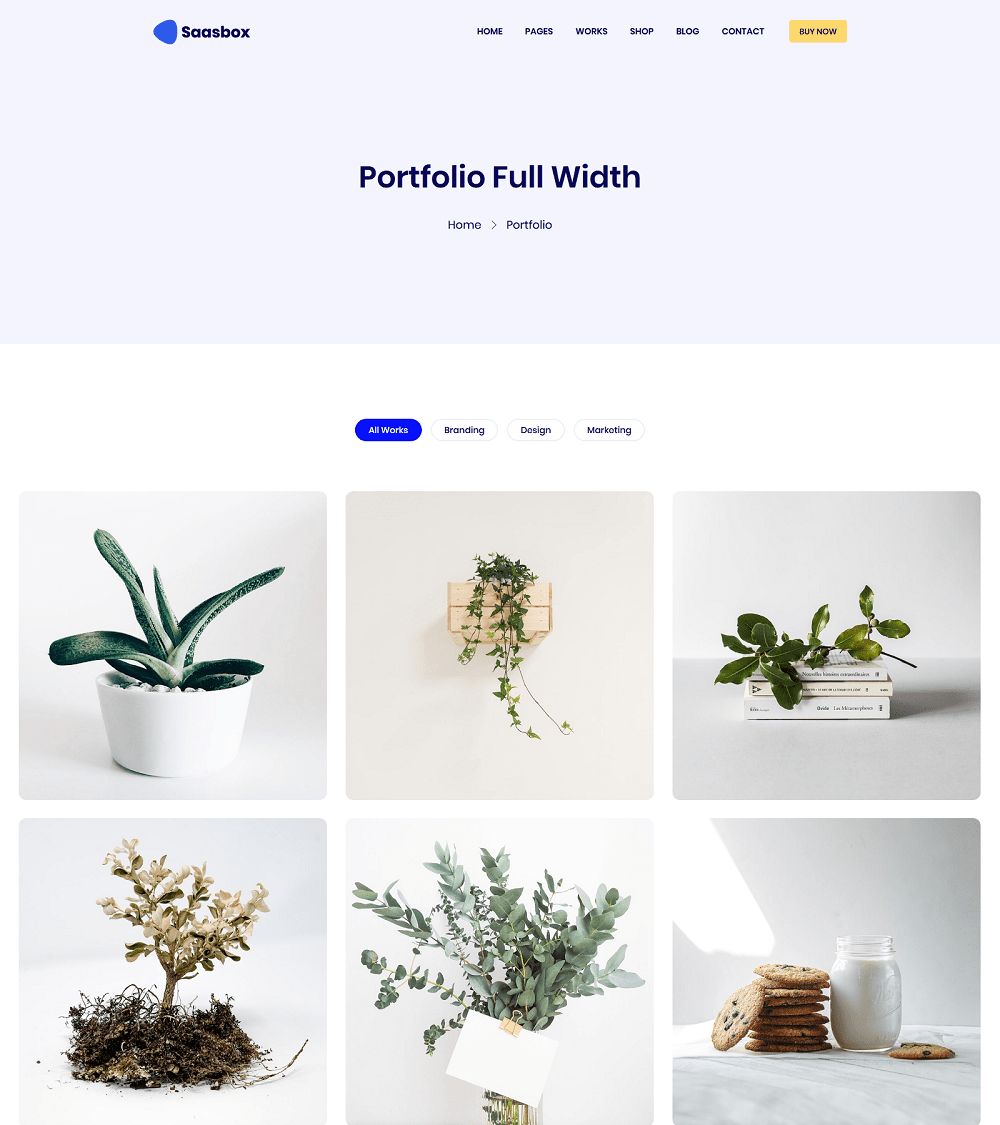 Saasbox
HOME PAGES WORKS SHOP BLOG CONTACT BUY NOW
Portfolio Full Width
Home Portfolio
All Works Branding Design Marketing
Nouvelles histoires extraordinaires
Ovide Les Métamorphoses